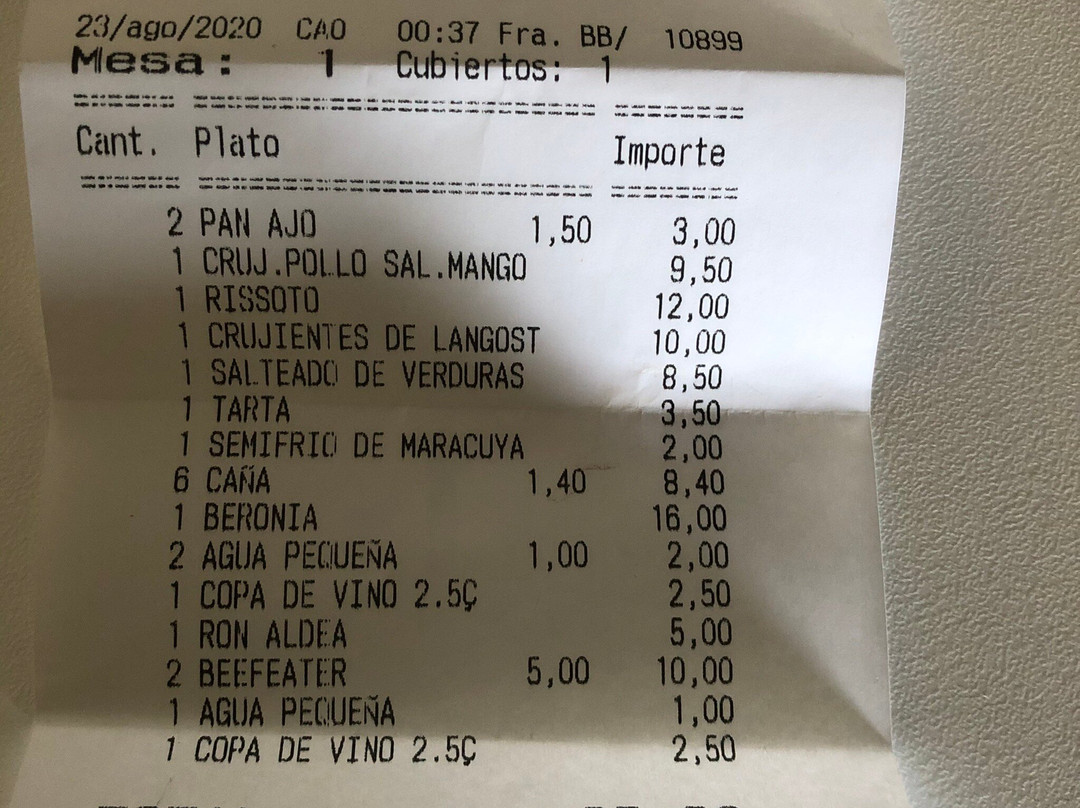 23/ago/2020 CAO 00:37 Fra. BB/ 10899
Mesa: 1 Cubiertos: 1
Cant. Plato Importe
2 PAN AJO 1,50 3,00
1 CRUJ.POLLO SAL.MANGO 9,50
1 RISSOTO 12,00
1 CRUJIENTES DE LANGOST 10,00
1 SALTEADO DE VERDURAS 8,50
1 TARTA 3,50
1 SEMIFRIO DE MARACUYA 2,00
6 CAÑA 1,40 8,40
1 BERONIA 16,00
2 AGUA PEQUEÑA 1,00 2,00
1 COPA DE VINO 2.5Ç 2,50
1 RON ALDEA 5,00
2 BEEFEATER 5,00 10,00
1 AGUA PEQUEÑA 1,00
1 COPA DE VINO 2.5Ç 2,50